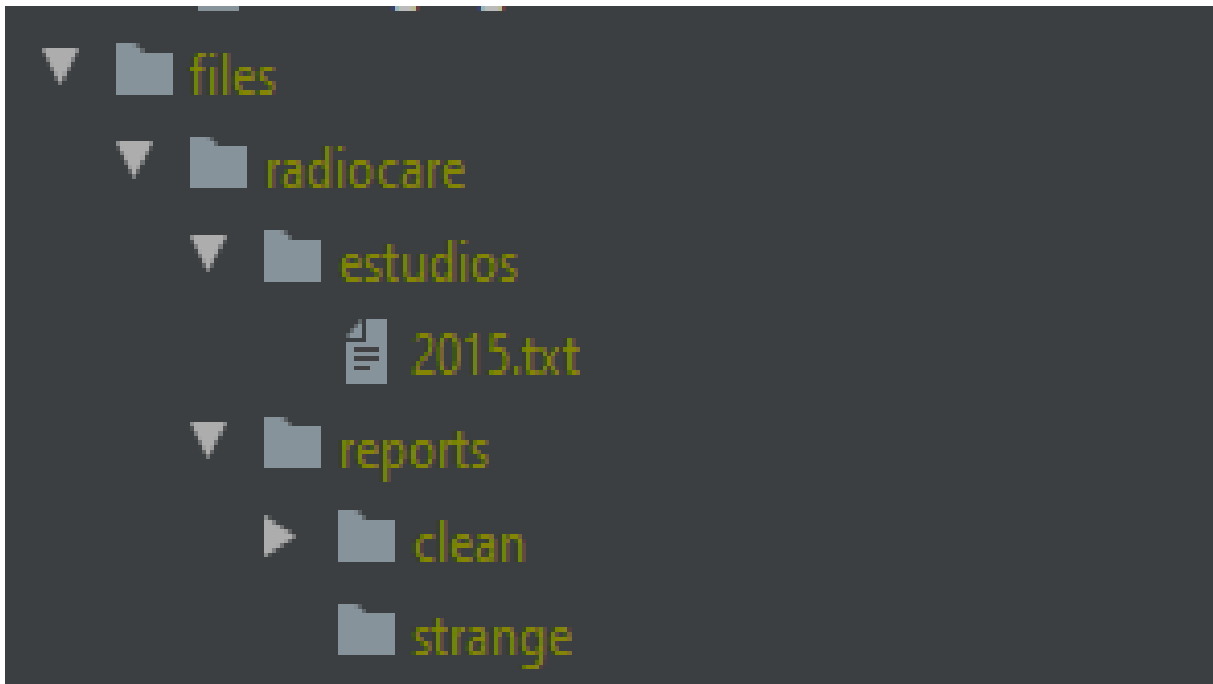 files
radiocare
estudios
2015.txt
reports
clean
strange